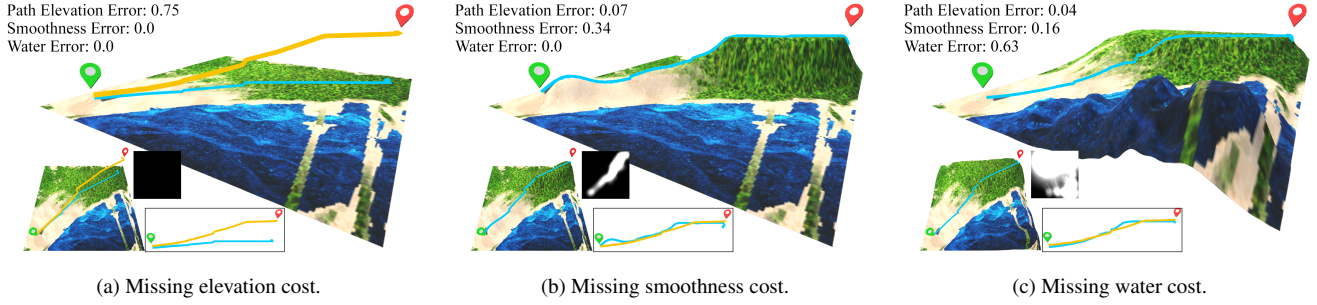 Path Elevation Error: 0.75
Smoothness Error: 0.0
Water Error: 0.0
(a) Missing elevation cost.
Path Elevation Error: 0.07
Smoothness Error: 0.34
Water Error: 0.0
(b) Missing smoothness cost.
Path Elevation Error: 0.04
Smoothness Error: 0.16
Water Error: 0.63
(c) Missing water cost.